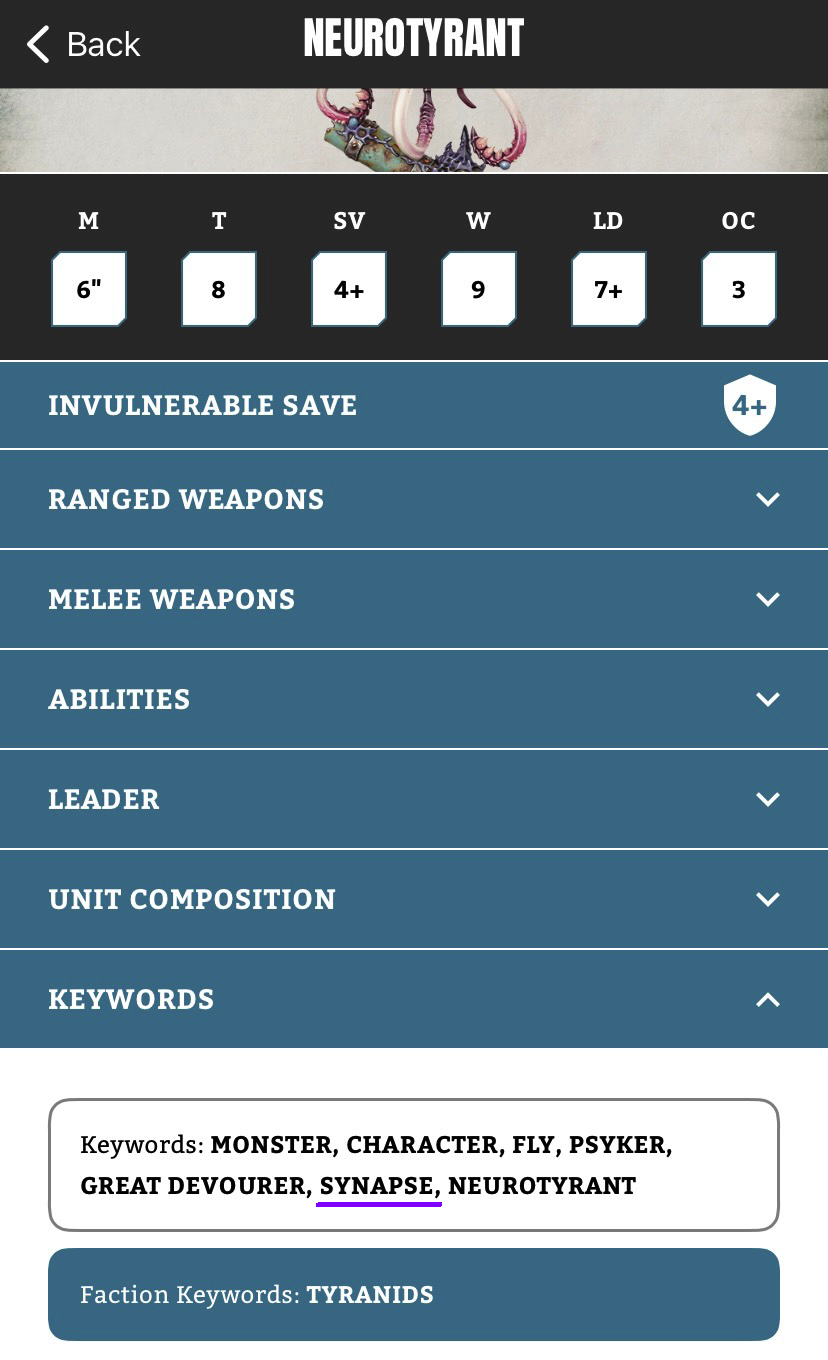 Back
NEUROTYRANT
M T SV W LD OC
6" 8 4+ 9 7+ 3
INVULNERABLE SAVE 4+
RANGED WEAPONS
MELEE WEAPONS
ABILITIES
LEADER
UNIT COMPOSITION
KEYWORDS
Keywords: MONSTER, CHARACTER, FLY, PSYKER,
GREAT DEVOURER, SYNAPSE, NEUROTYRANT
Faction Keywords: TYRANIDS